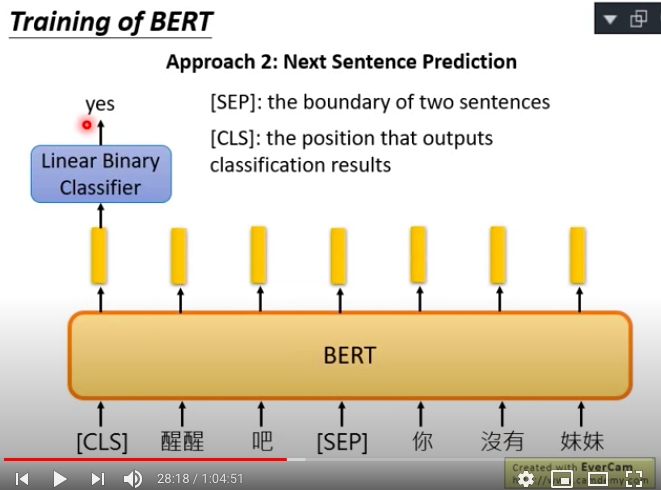 Training of BERT
Approach 2: Next Sentence Prediction
yes
[SEP]: the boundary of two sentences
[CLS]: the position that outputs
classification results
Linear Binary
Classifier
BERT
[CLS] 醒醒 吧 [SEP] 你 沒有 妹妹
28:18 / 1:04:51
Created with EverCam